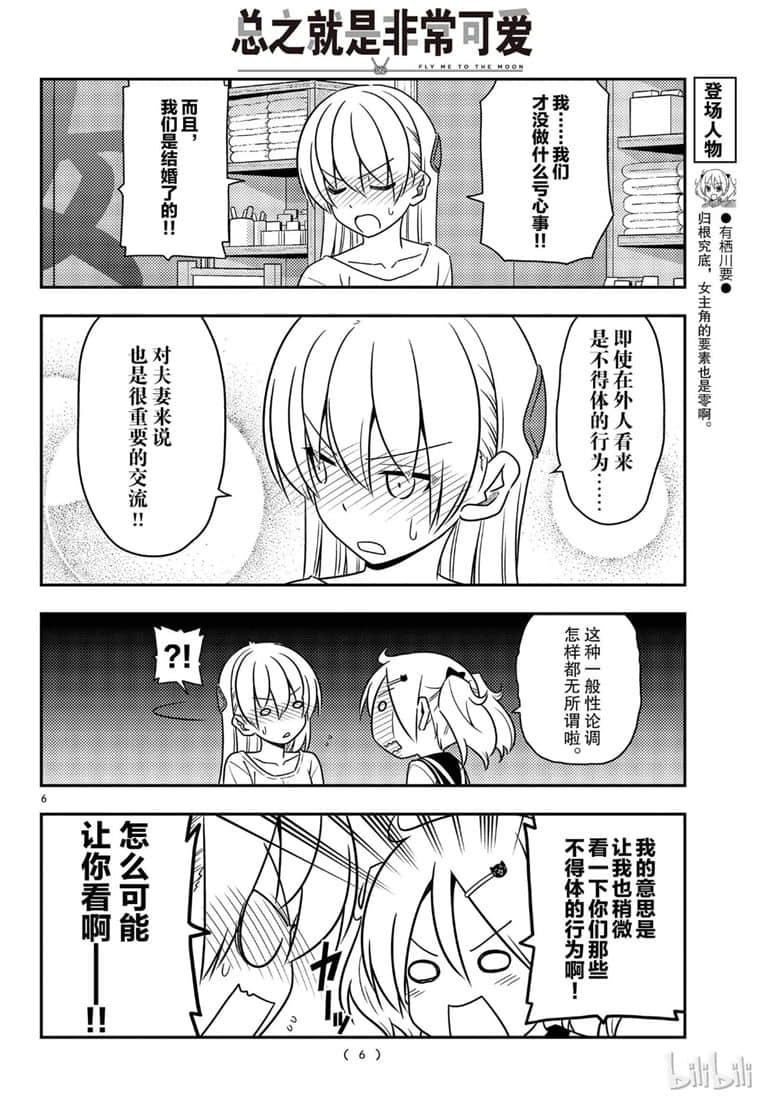 总之就是非常可爱
FLY ME TO THE MOON
登场人物
●有栖川要●
归根究底，女主角的要素也是零啊。
我……我们
才没做什么亏心事!!
而且，
我们是结婚了的!!
即使在外人看来
是不得体的行为……
对夫妻来说
也是很重要的交流!!
这种一般性论调
怎样都无所谓啦。
?!
6
我的意思是
让我也稍微
看一下你们那些
不得体的行为啊!
カーッ
怎么可能
让你看啊
——!!
( 6 )
bilibili